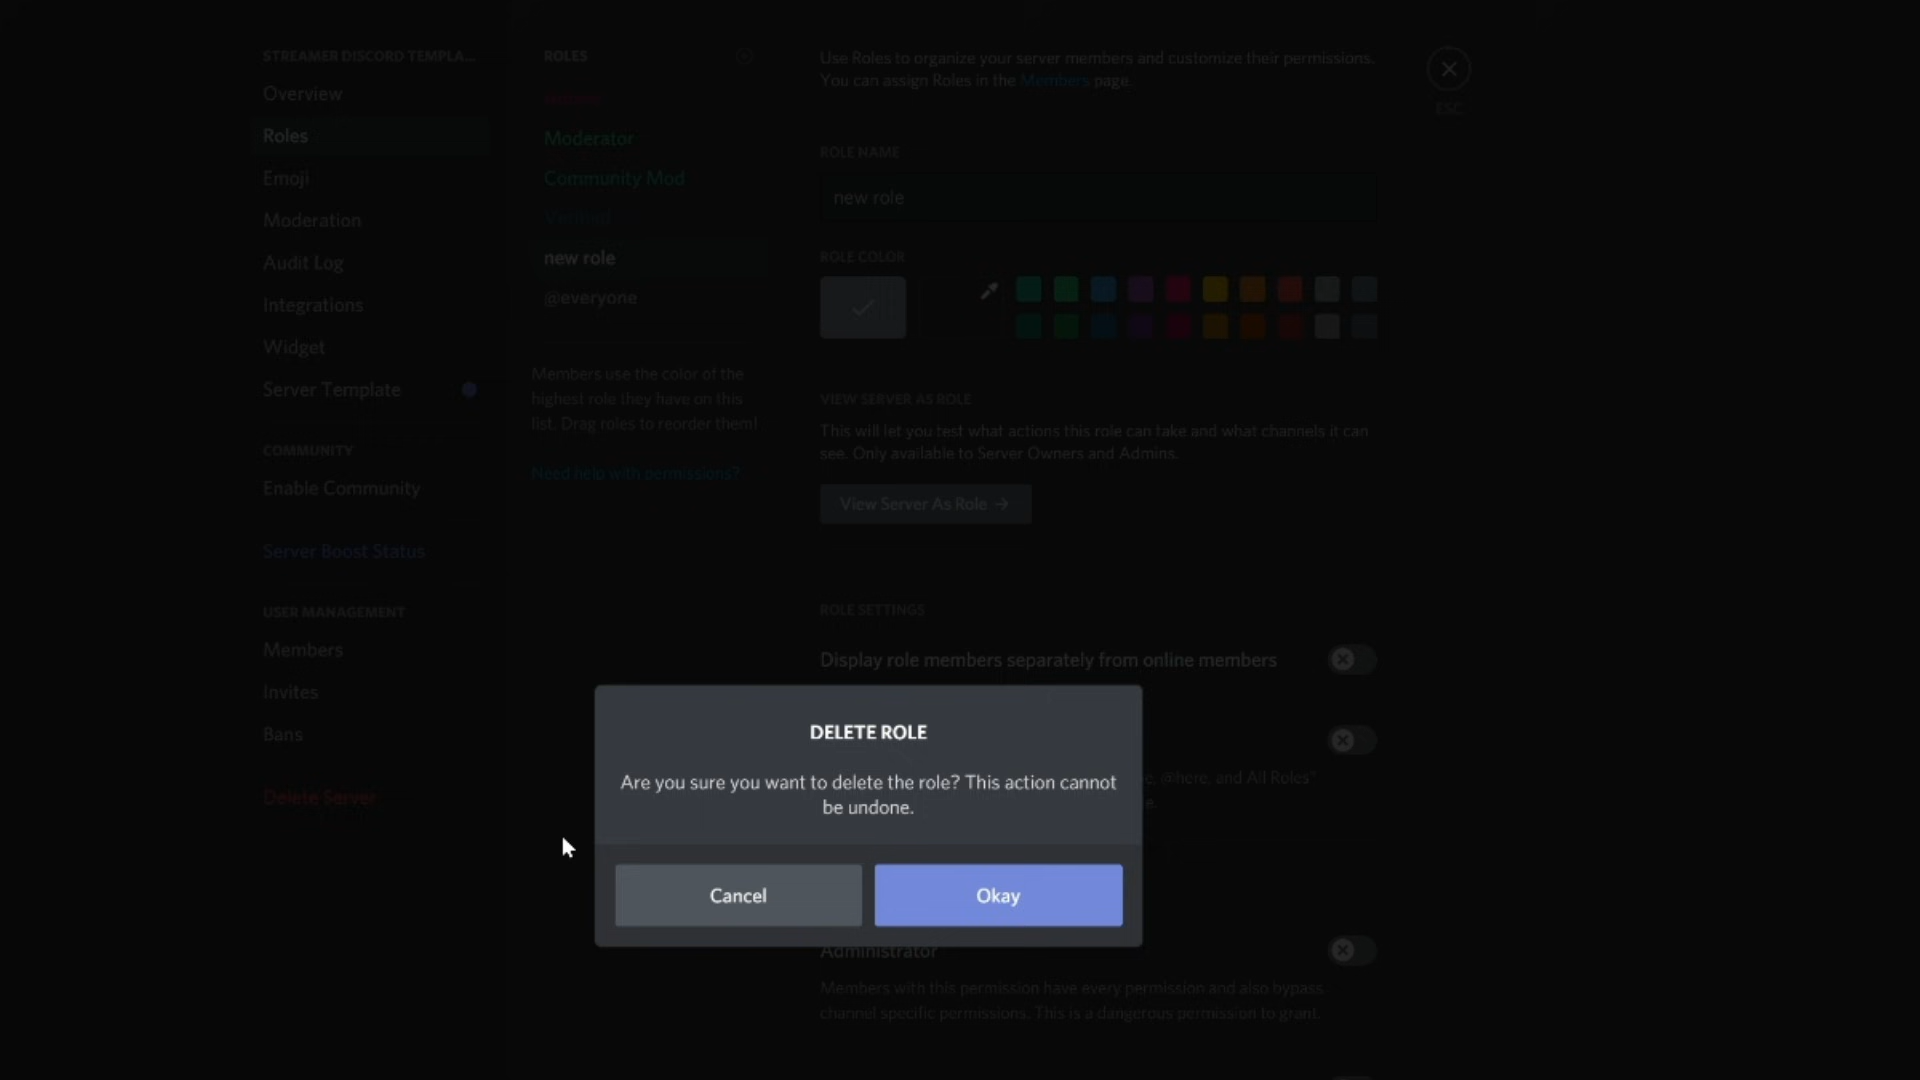 STREAMER DISCORD TEMPLA...
Overview
Roles
Emoji
Moderation
Audit Log
Integrations
Widget
Server Template
COMMUNITY
Enable Community
Server Boost Status
USER MANAGEMENT
Members
Invites
Bans
Delete Server
ROLES
Moderator
Community Mod
new role
@everyone
Members use the color of the
highest role they have on this
list. Drag roles to reorder them!
Need help with permissions?
Use Roles to organize your server members and customize their permissions.
You can assign Roles in the Members page.
ESC
ROLE NAME
new role
ROLE COLOR
VIEW SERVER AS ROLE
This will let you test what actions this role can take and what channels it can
see. Only available to Server Owners and Admins.
View Server As Role →
ROLE SETTINGS
Display role members separately from online members
@here, and All Roles"
DELETE ROLE
Are you sure you want to delete the role? This action cannot
be undone.
Cancel
Okay
Administrator
Members with this permission have every permission and also bypass
channel specific permissions. This is a dangerous permission to grant.